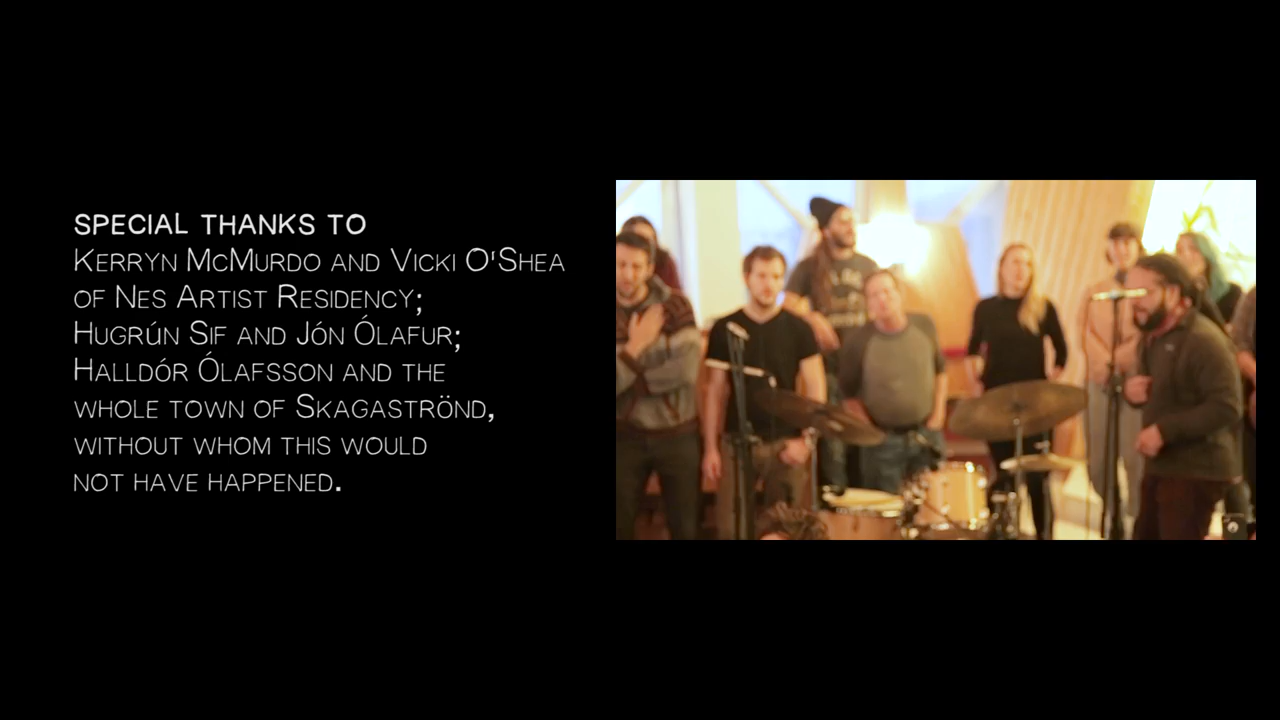 SPECIAL THANKS TO
KERRYN MCMURDO AND VICKI O'SHEA
OF NES ARTIST RESIDENCY;
HUGRÚN SIF AND JÓN ÓLAFUR;
HALLDÓR ÓLAFSSON AND THE
WHOLE TOWN OF SKAGASTRÖND,
WITHOUT WHOM THIS WOULD
NOT HAVE HAPPENED.